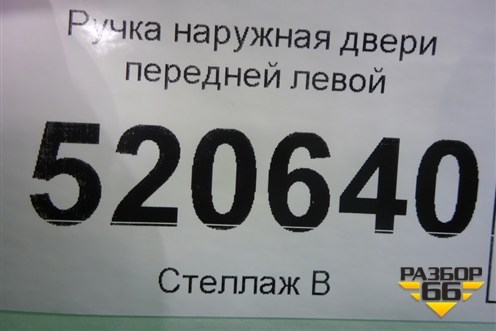 Ручка наружная двери
передней левой
520640
Стеллаж В
РАЗБОР
66